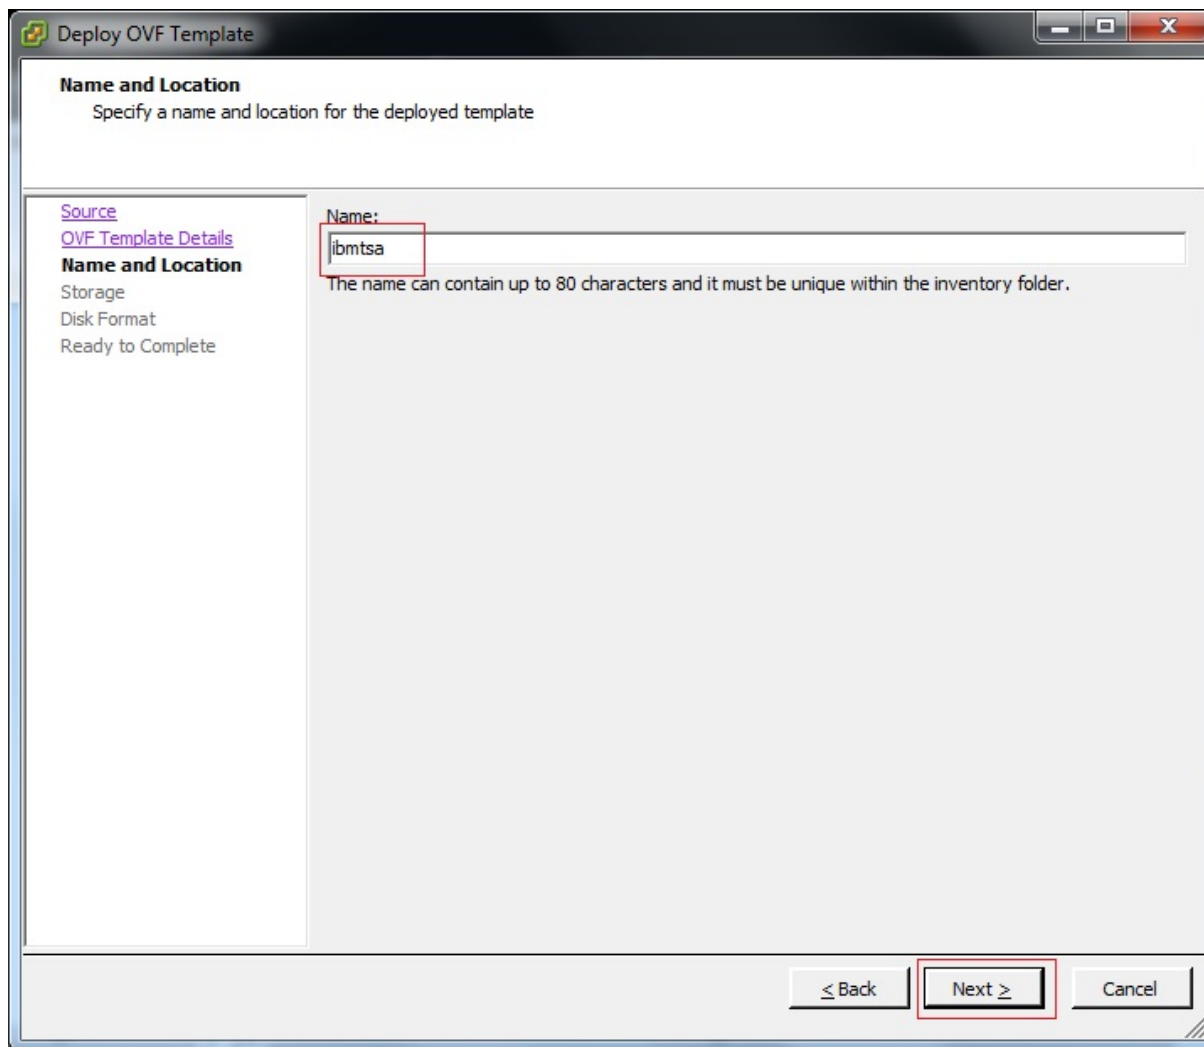 Deploy OVF Template
Name and Location
Specify a name and location for the deployed template
Source
OVF Template Details
Name and Location
Storage
Disk Format
Ready to Complete
Name:
ibmtsa
The name can contain up to 80 characters and it must be unique within the inventory folder.
< Back
Next >
Cancel